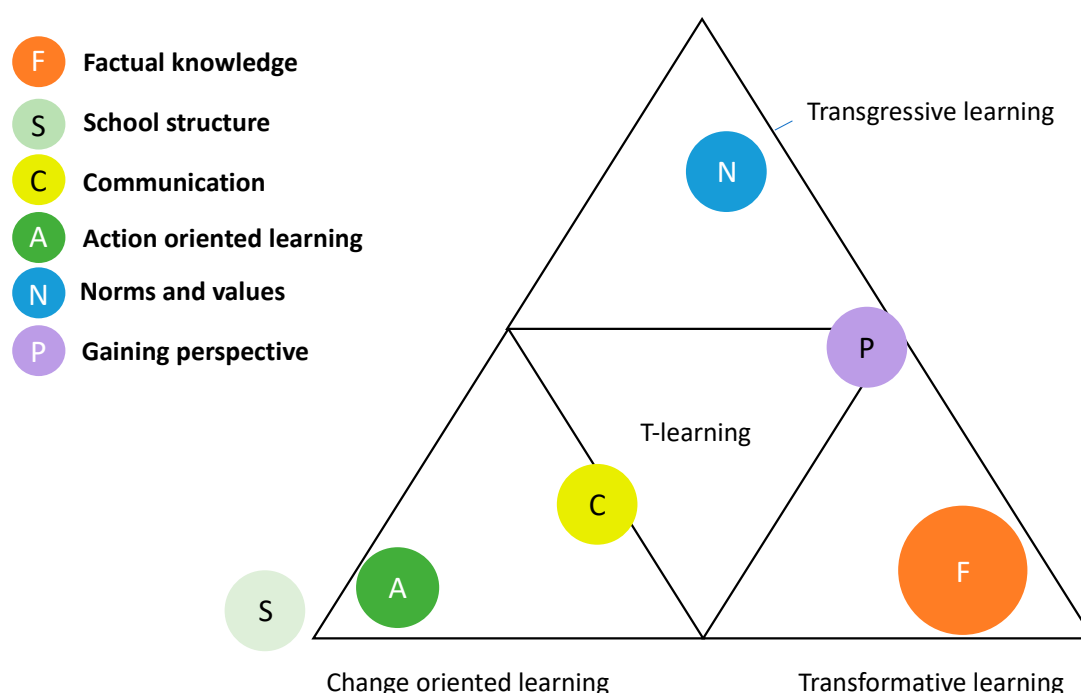 F Factual knowledge
S School structure
C Communication
A Action oriented learning
N Norms and values
P Gaining perspective
Transgressive learning
N
P
T-learning
C
F
A
S
Change oriented learning
Transformative learning